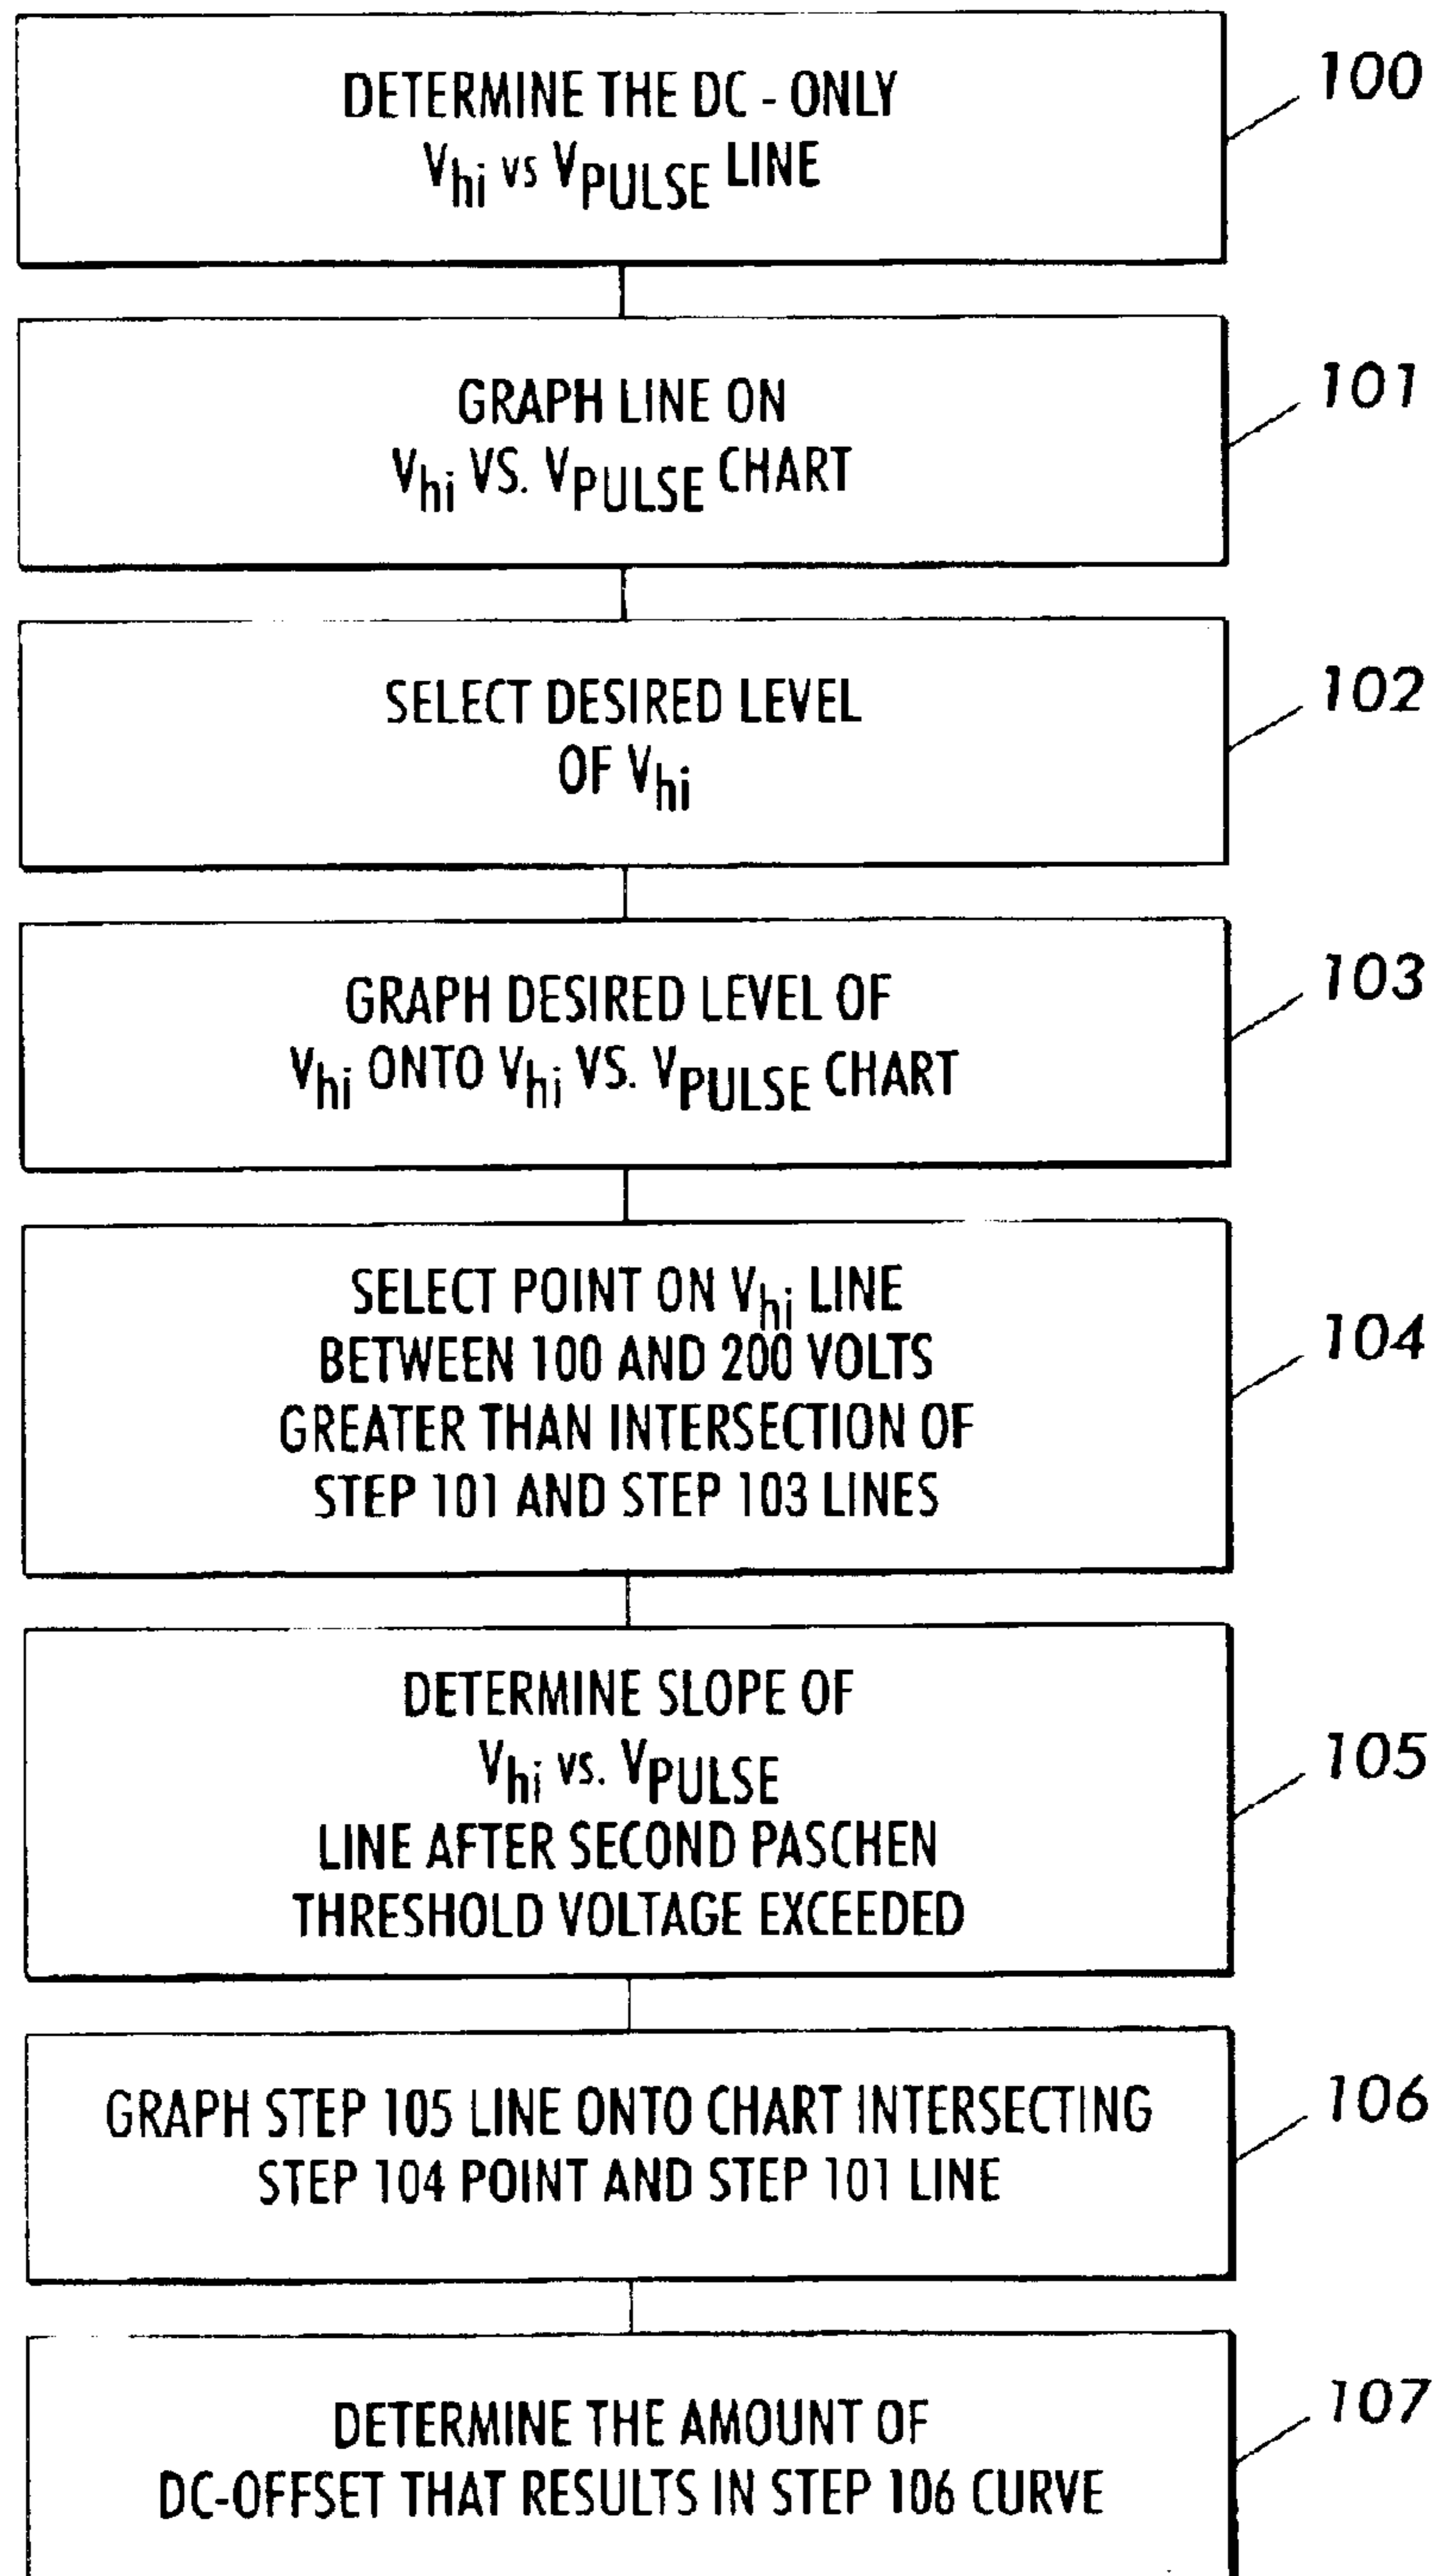 DETERMINE THE DC - ONLY
Vhi vs VPULSE LINE
100
GRAPH LINE ON
Vhi VS. VPULSE CHART
101
SELECT DESIRED LEVEL
OF Vhi
102
GRAPH DESIRED LEVEL OF
Vhi ONTO Vhi VS. VPULSE CHART
103
SELECT POINT ON Vhi LINE
BETWEEN 100 AND 200 VOLTS
GREATER THAN INTERSECTION OF
STEP 101 AND STEP 103 LINES
104
DETERMINE SLOPE OF
Vhi vs. VPULSE
LINE AFTER SECOND PASCHEN
THRESHOLD VOLTAGE EXCEEDED
105
GRAPH STEP 105 LINE ONTO CHART INTERSECTING
STEP 104 POINT AND STEP 101 LINE
106
DETERMINE THE AMOUNT OF
DC-OFFSET THAT RESULTS IN STEP 106 CURVE
107